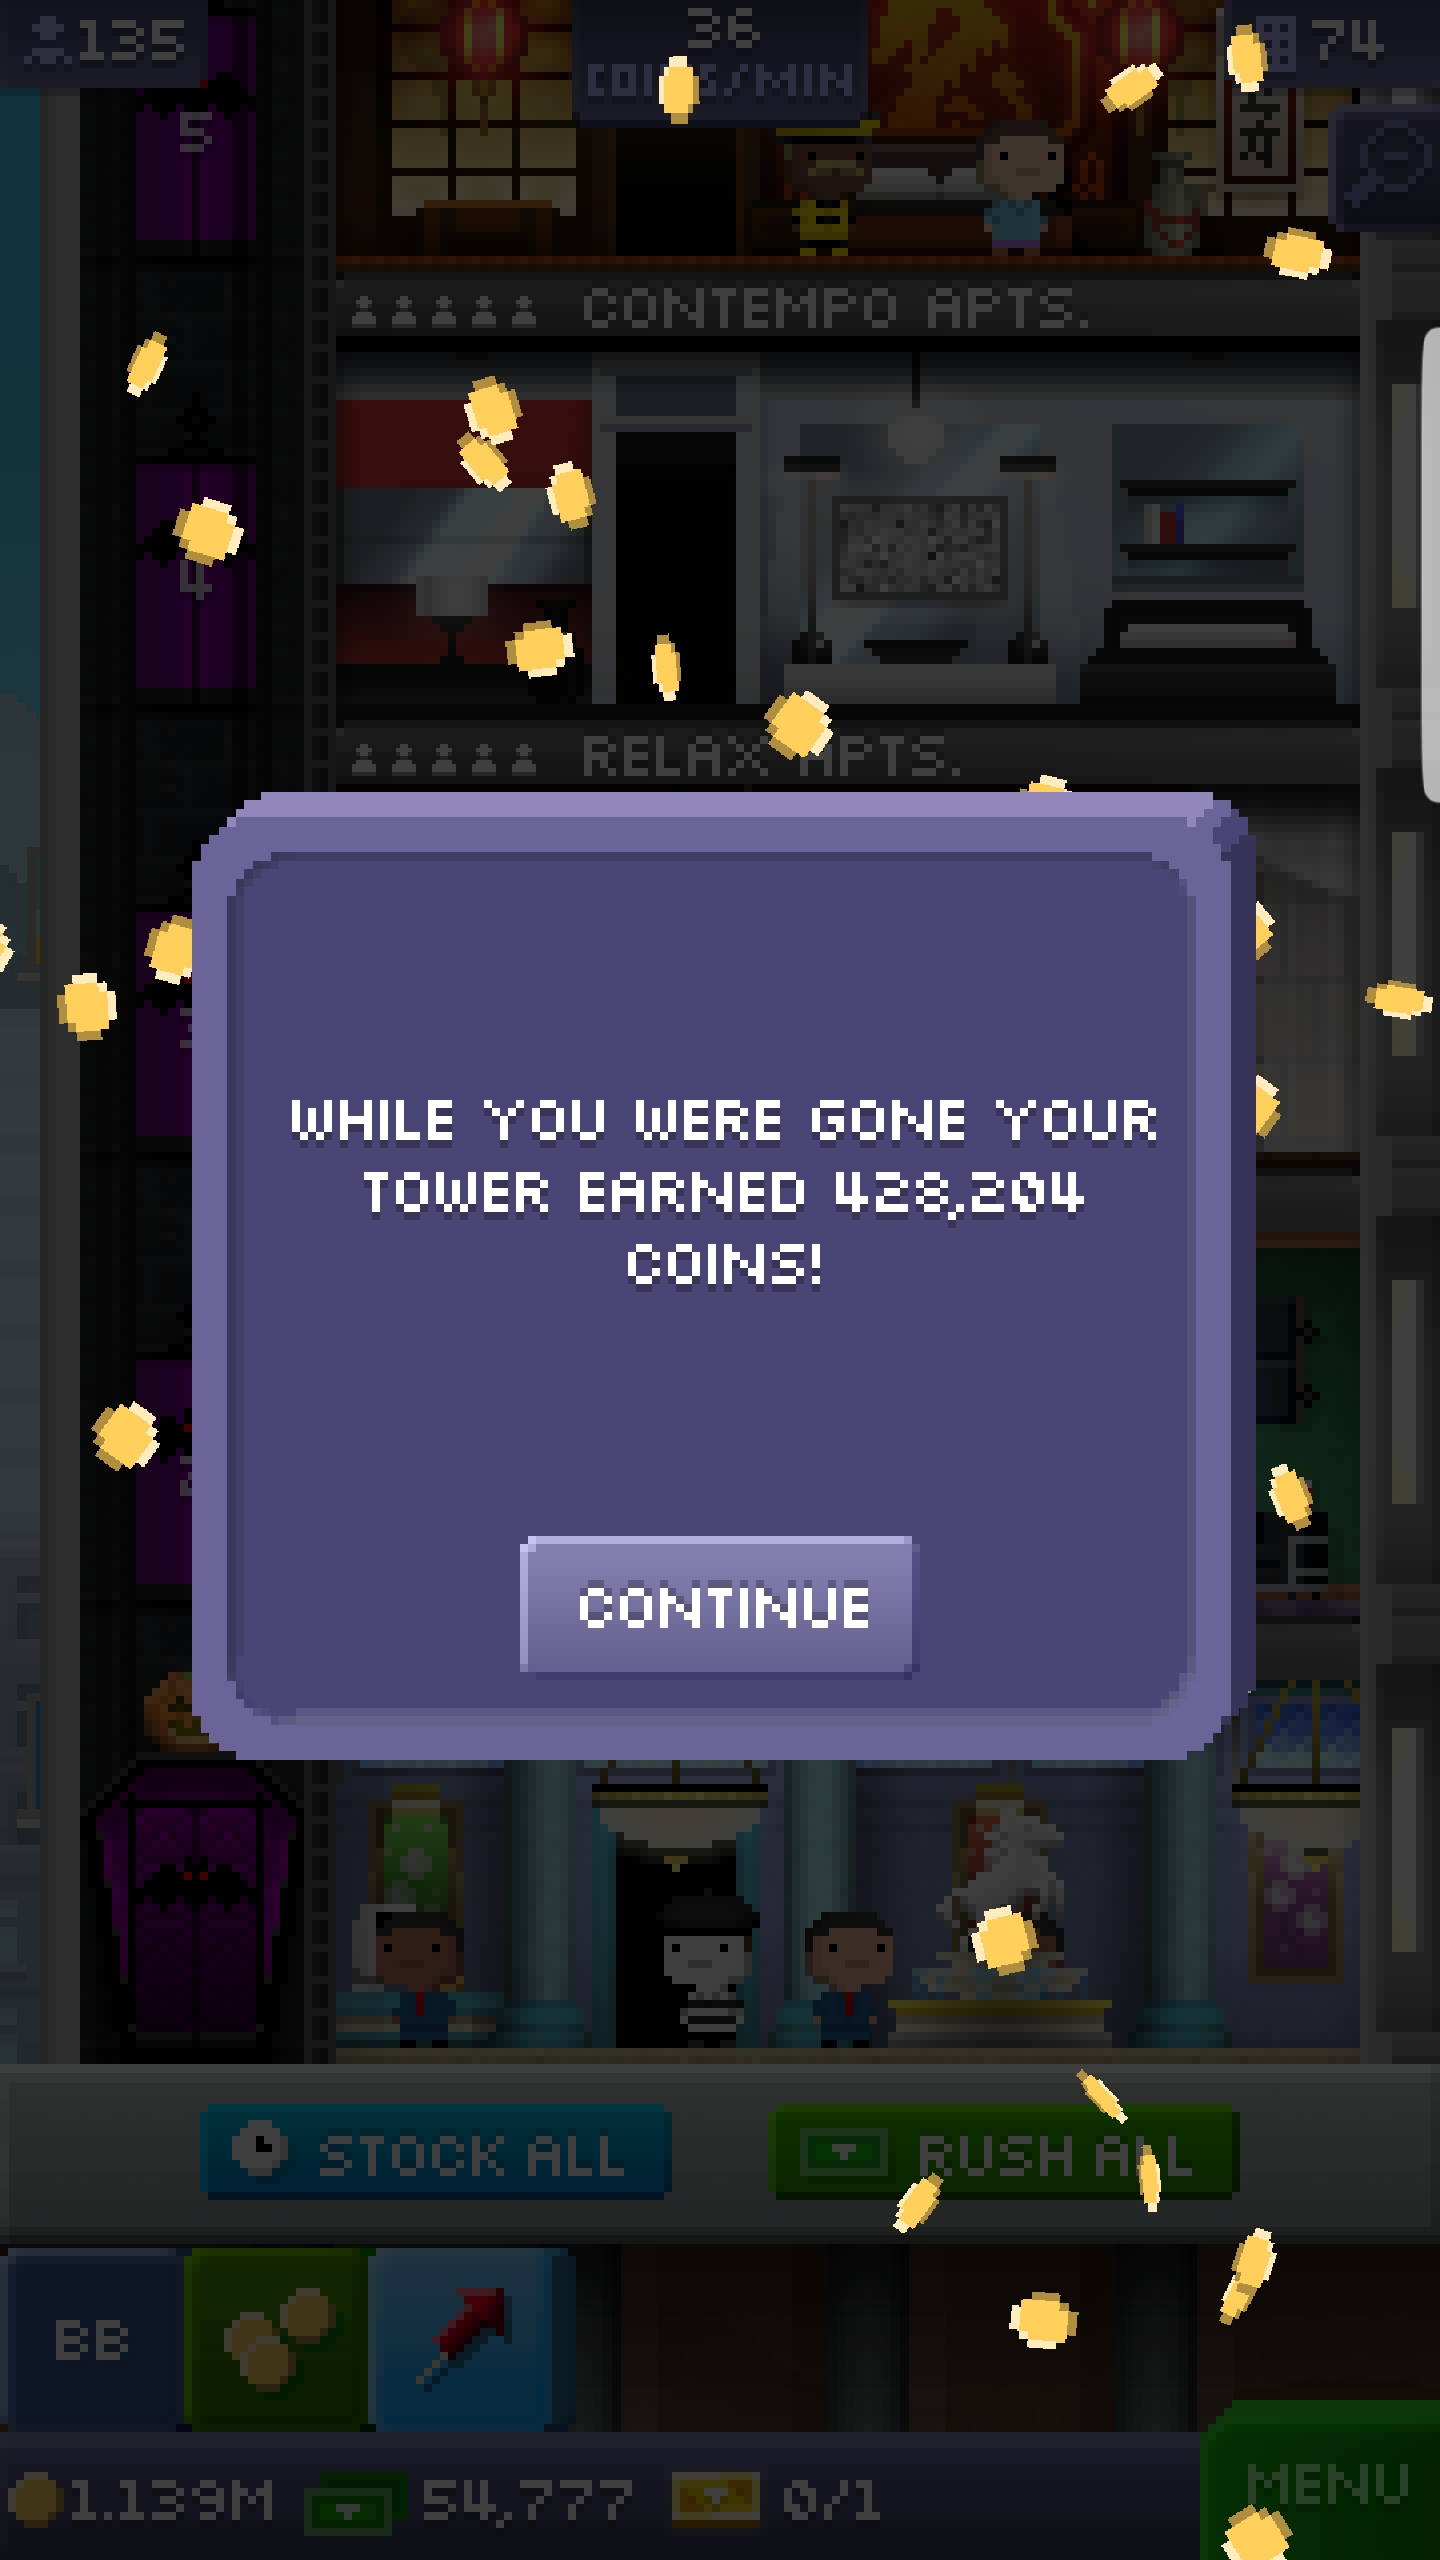 135
36
COINS/MIN
74
5
CONTEMPO APTS.
4
RELAX APTS.
WHILE YOU WERE GONE YOUR
TOWER EARNED 428,204
COINS!
CONTINUE
STOCK ALL
RUSH ALL
BB
1.139M
54,777
0/1
MENU